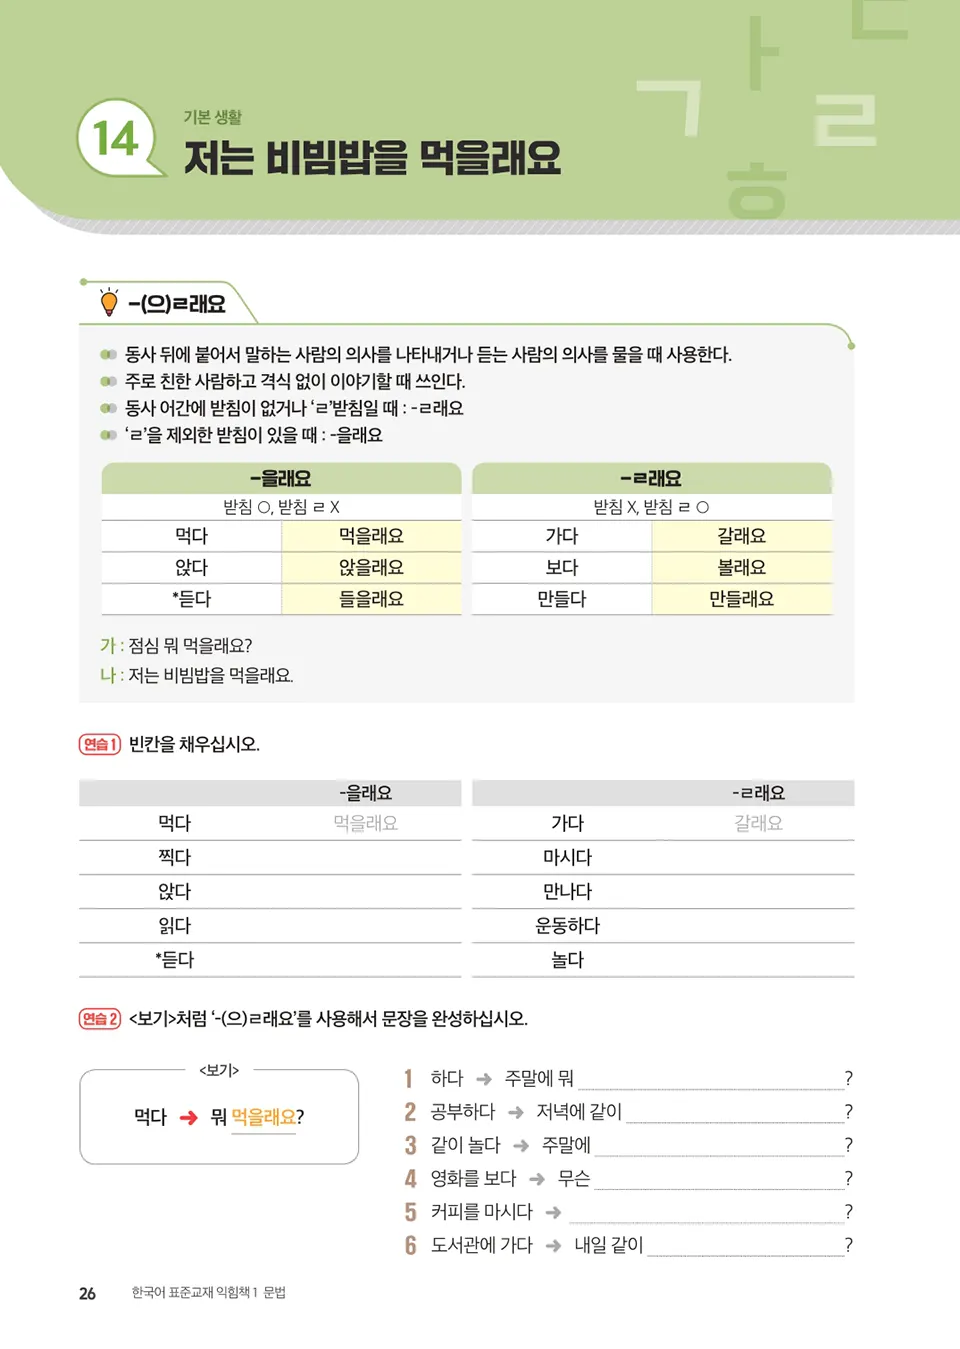 14
기본 생활
저는 비빔밥을 먹을래요
ㄱ ㅏ ㄹ ㅎ ㄷ
-(으)ㄹ래요
동사 뒤에 붙어서 말하는 사람의 의사를 나타내거나 듣는 사람의 의사를 물을 때 사용한다.
주로 친한 사람하고 격식 없이 이야기할 때 쓰인다.
동사 어간에 받침이 없거나 ‘ㄹ’받침일 때 : -ㄹ래요
‘ㄹ’을 제외한 받침이 있을 때 : -을래요
-을래요 -ㄹ래요
받침 ○, 받침 ㄹ X 받침 X, 받침 ㄹ ○
먹다 먹을래요 가다 갈래요
앉다 앉을래요 보다 볼래요
*듣다 들을래요 만들다 만들래요
가 : 점심 뭐 먹을래요?
나 : 저는 비빔밥을 먹을래요.
연습 1 빈칸을 채우십시오.
-을래요 -ㄹ래요
먹다 먹을래요 가다 갈래요
찍다 마시다
앉다 만나다
읽다 운동하다
*듣다 놀다
연습 2 <보기>처럼 ‘-(으)ㄹ래요’를 사용해서 문장을 완성하십시오.
<보기>
먹다 ➜ 뭐 먹을래요?
1 하다 ➜ 주말에 뭐 ?
2 공부하다 ➜ 저녁에 같이 ?
3 같이 놀다 ➜ 주말에 ?
4 영화를 보다 ➜ 무슨 ?
5 커피를 마시다 ➜ ?
6 도서관에 가다 ➜ 내일 같이 ?
26 한국어 표준교재 익힘책 1 문법